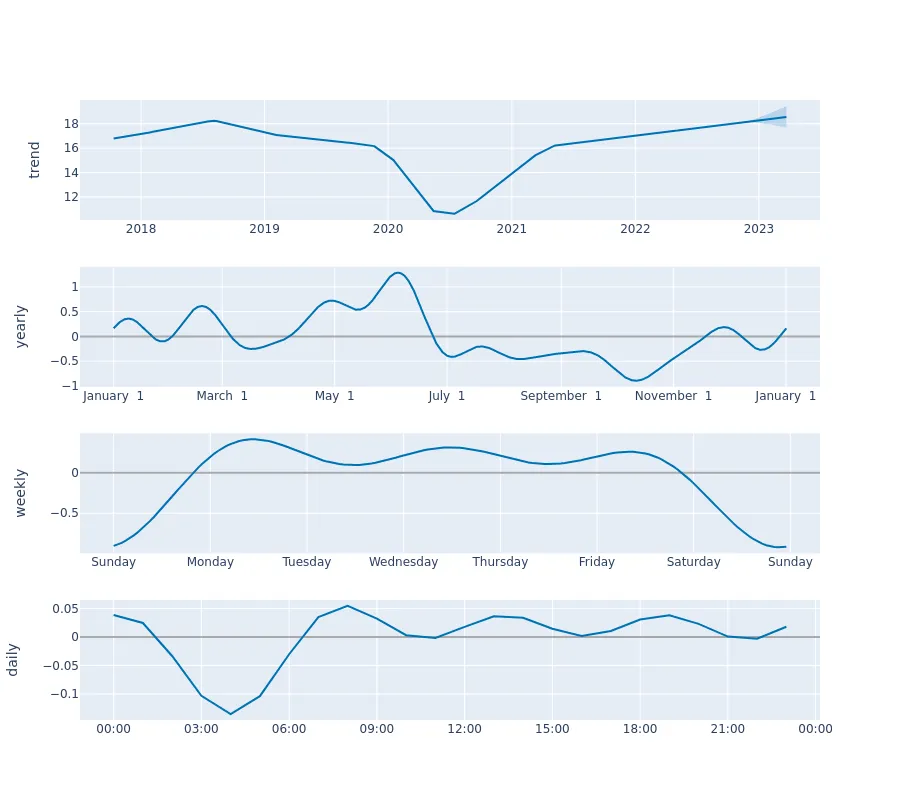 trend
18
16
14
12
2018 2019 2020 2021 2022 2023
yearly
1
0.5
0
−0.5
−1
January 1 March 1 May 1 July 1 September 1 November 1 January 1
weekly
0
−0.5
Sunday Monday Tuesday Wednesday Thursday Friday Saturday Sunday
daily
0.05
0
−0.05
−0.1
00:00 03:00 06:00 09:00 12:00 15:00 18:00 21:00 00:00